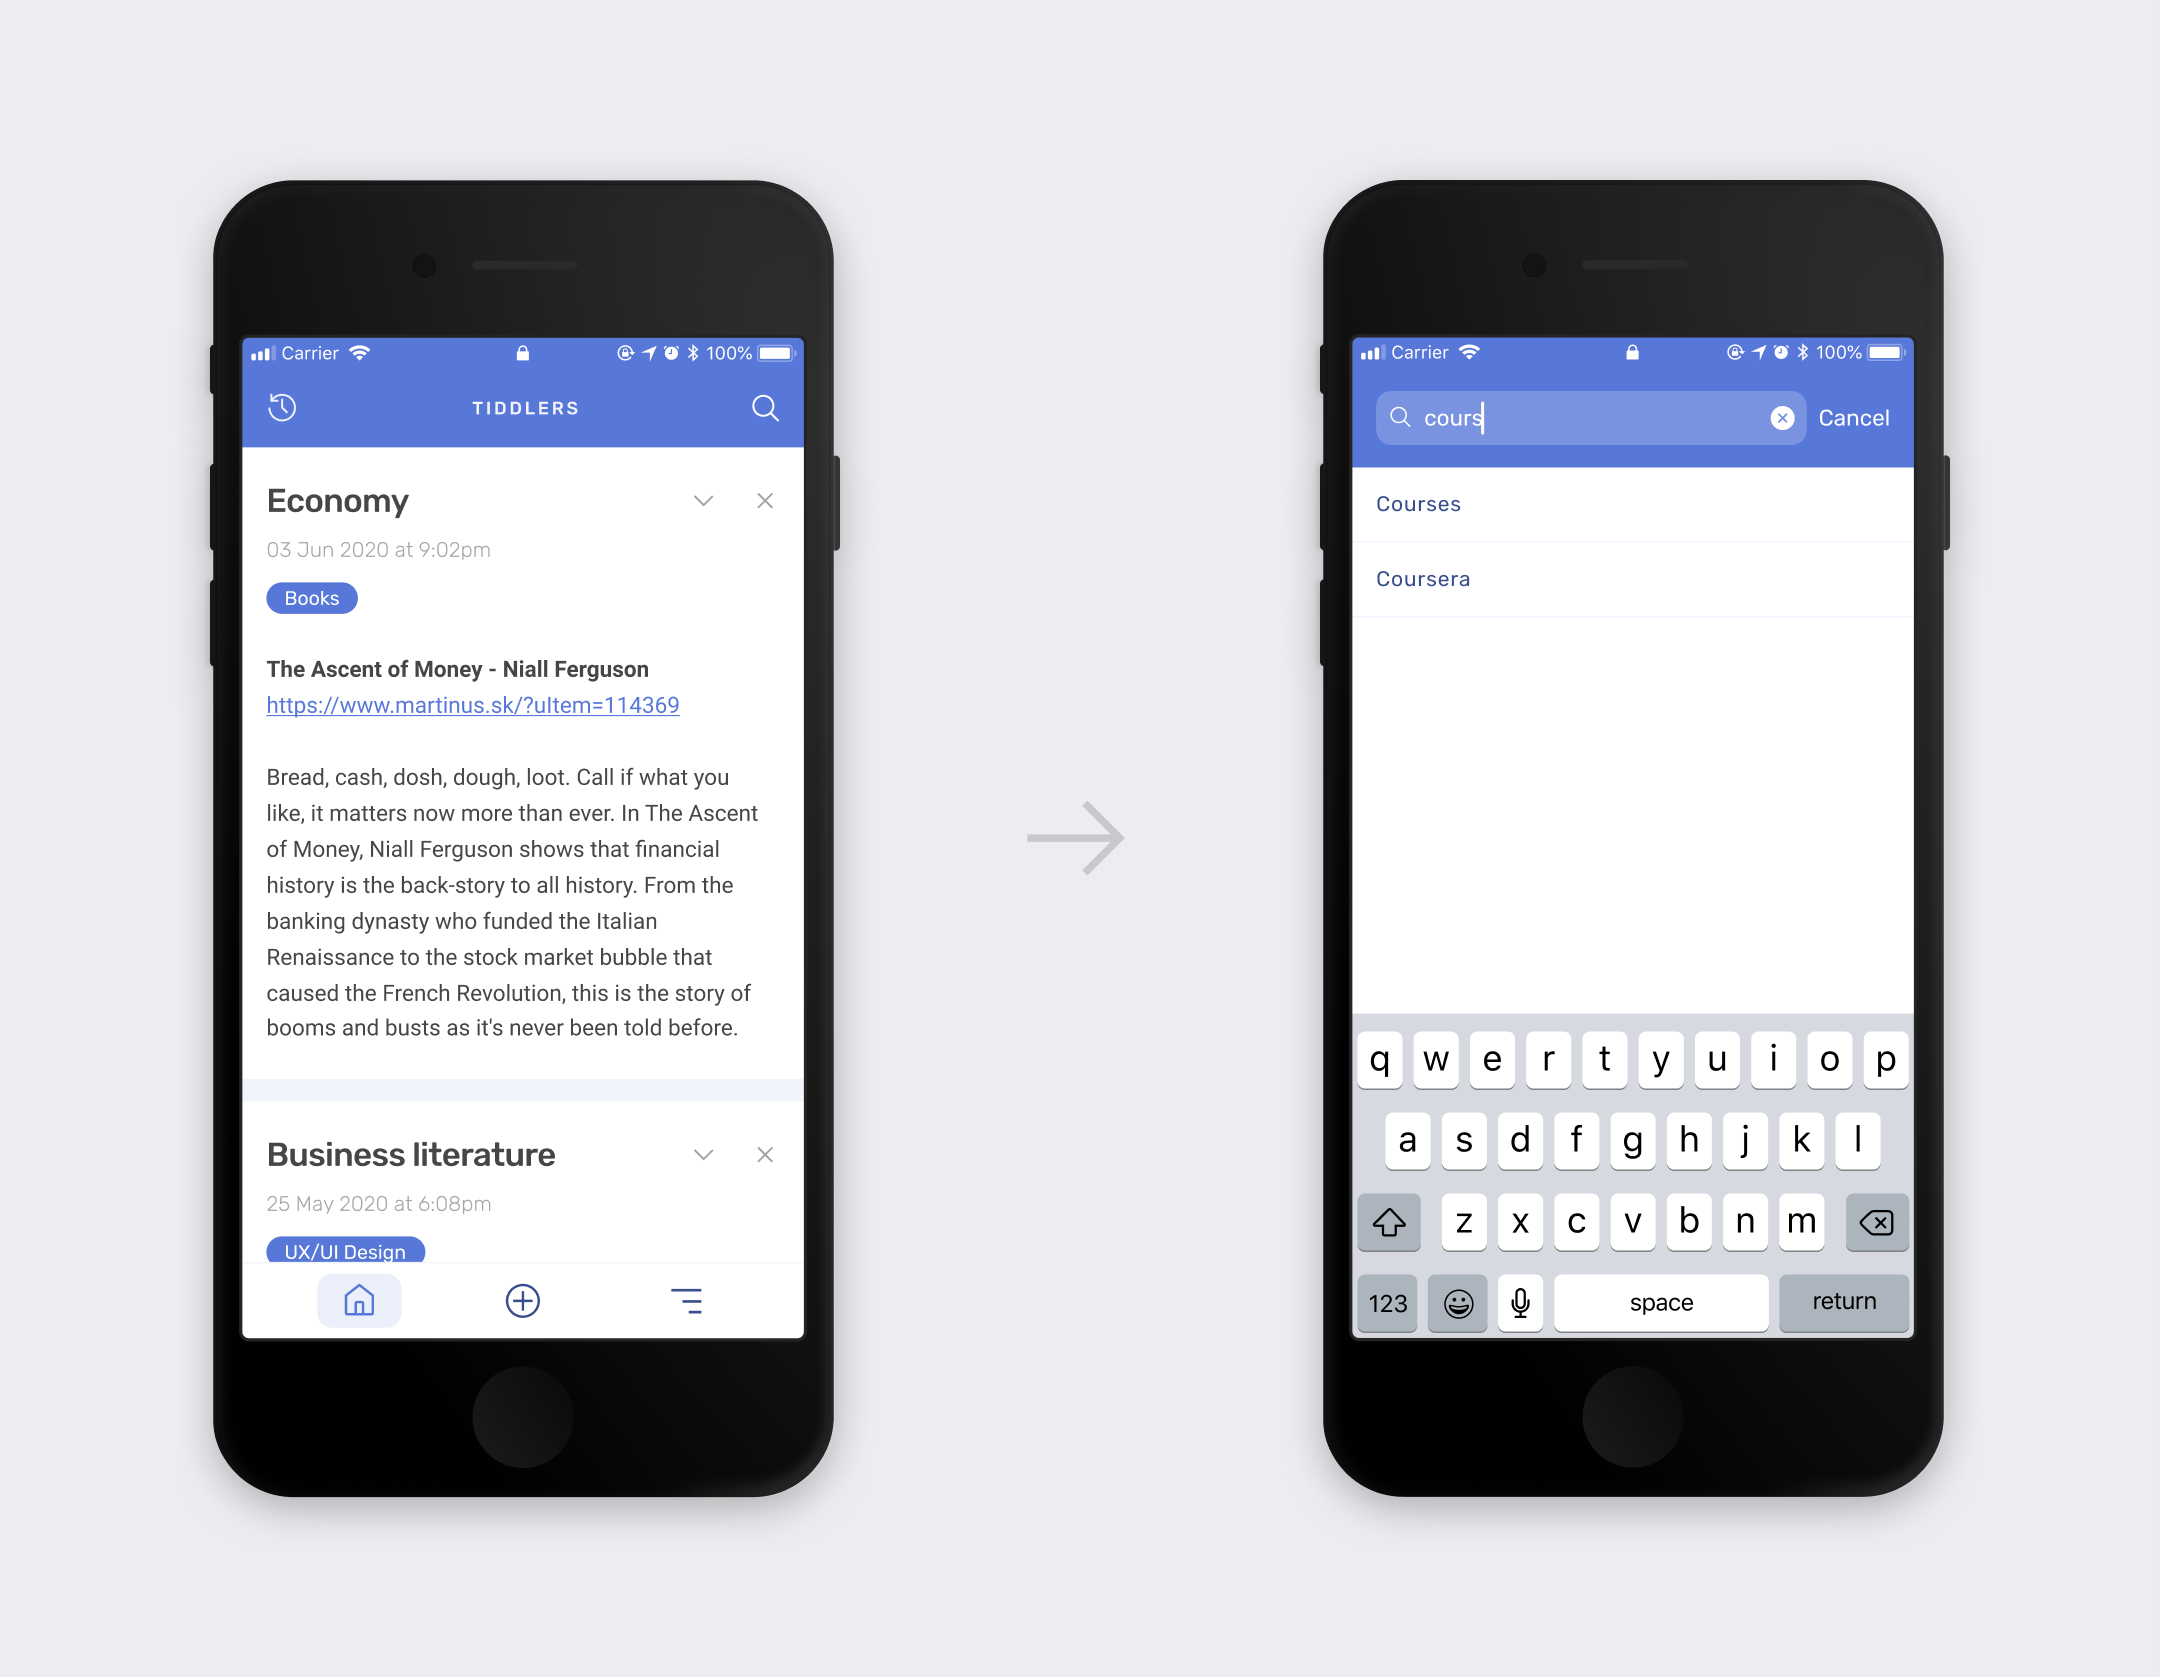 Carrier 100%
TIDDLERS
Economy
03 Jun 2020 at 9:02pm
Books
The Ascent of Money - Niall Ferguson
https://www.martinus.sk/?uItem=114369
Bread, cash, dosh, dough, loot. Call if what you
like, it matters now more than ever. In The Ascent
of Money, Niall Ferguson shows that financial
history is the back-story to all history. From the
banking dynasty who funded the Italian
Renaissance to the stock market bubble that
caused the French Revolution, this is the story of
booms and busts as it's never been told before.
Business literature
25 May 2020 at 6:08pm
UX/UI Design
Carrier 100%
cours Cancel
Courses
Coursera
q w e r t y u i o p
a s d f g h j k l
z x c v b n m
123 space return